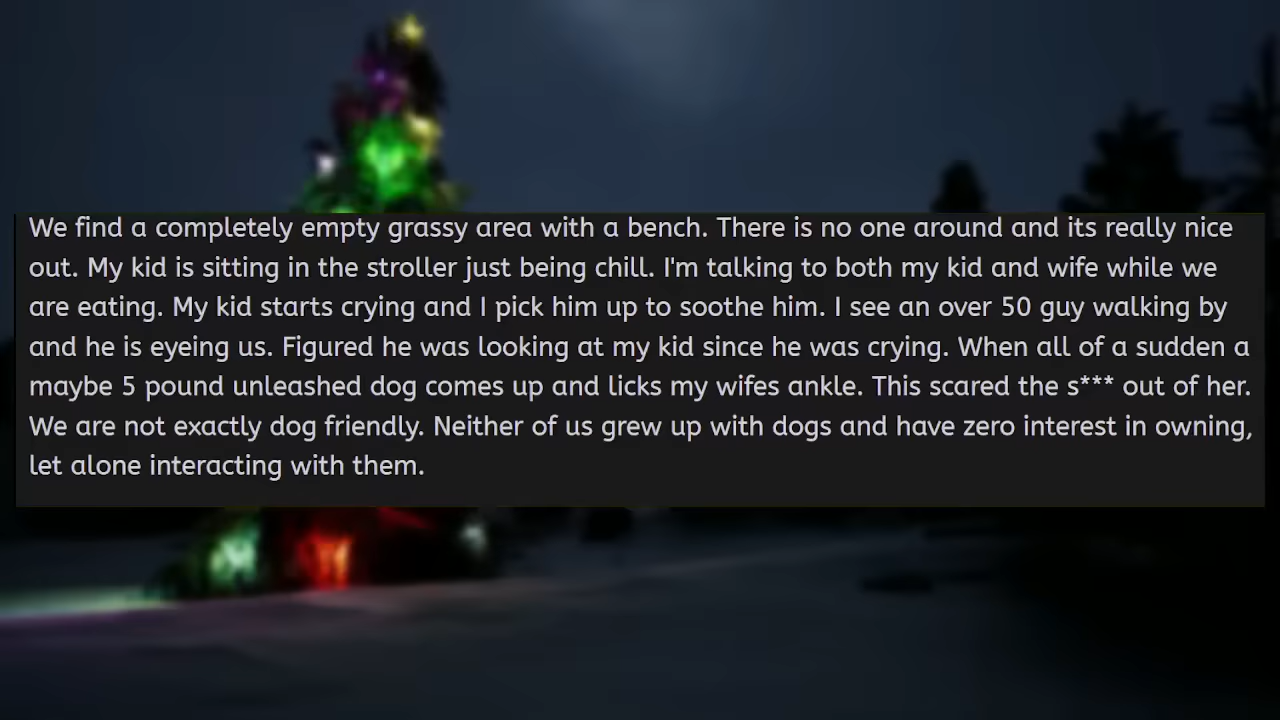 We find a completely empty grassy area with a bench. There is no one around and its really nice
out. My kid is sitting in the stroller just being chill. I'm talking to both my kid and wife while we
are eating. My kid starts crying and I pick him up to soothe him. I see an over 50 guy walking by
and he is eyeing us. Figured he was looking at my kid since he was crying. When all of a sudden a
maybe 5 pound unleashed dog comes up and licks my wifes ankle. This scared the s*** out of her.
We are not exactly dog friendly. Neither of us grew up with dogs and have zero interest in owning,
let alone interacting with them.